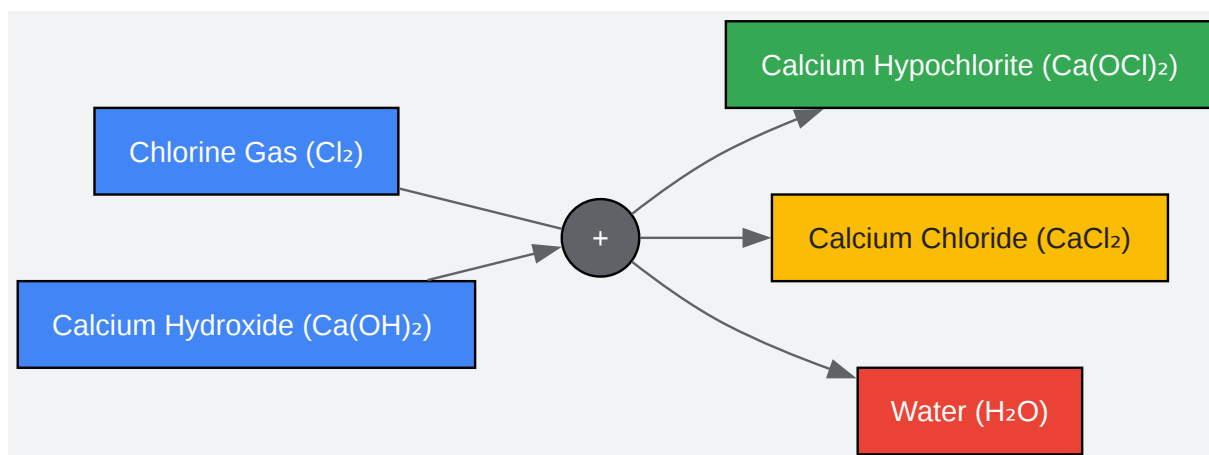 Chlorine Gas (Cl₂)
Calcium Hydroxide (Ca(OH)₂)
+
Calcium Hypochlorite (Ca(OCl)₂)
Calcium Chloride (CaCl₂)
Water (H₂O)